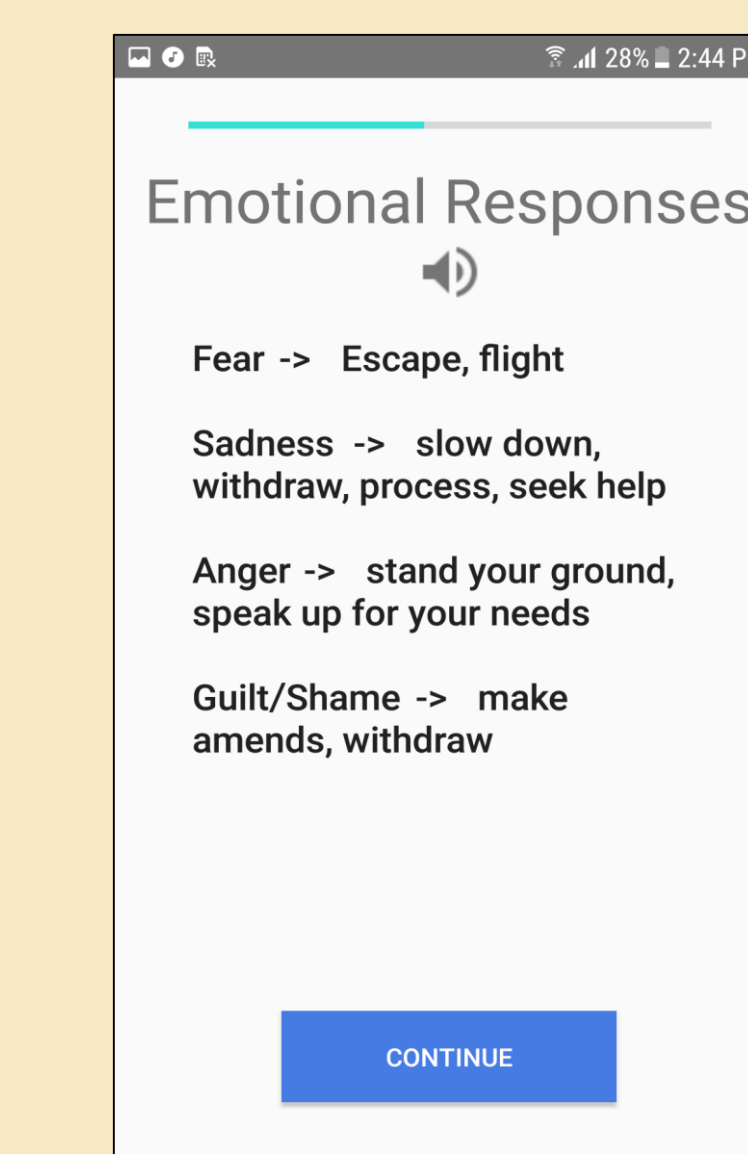 28% 2:44 P
Emotional Responses
Fear -> Escape, flight
Sadness -> slow down,
withdraw, process, seek help
Anger -> stand your ground,
speak up for your needs
Guilt/Shame -> make
amends, withdraw
CONTINUE